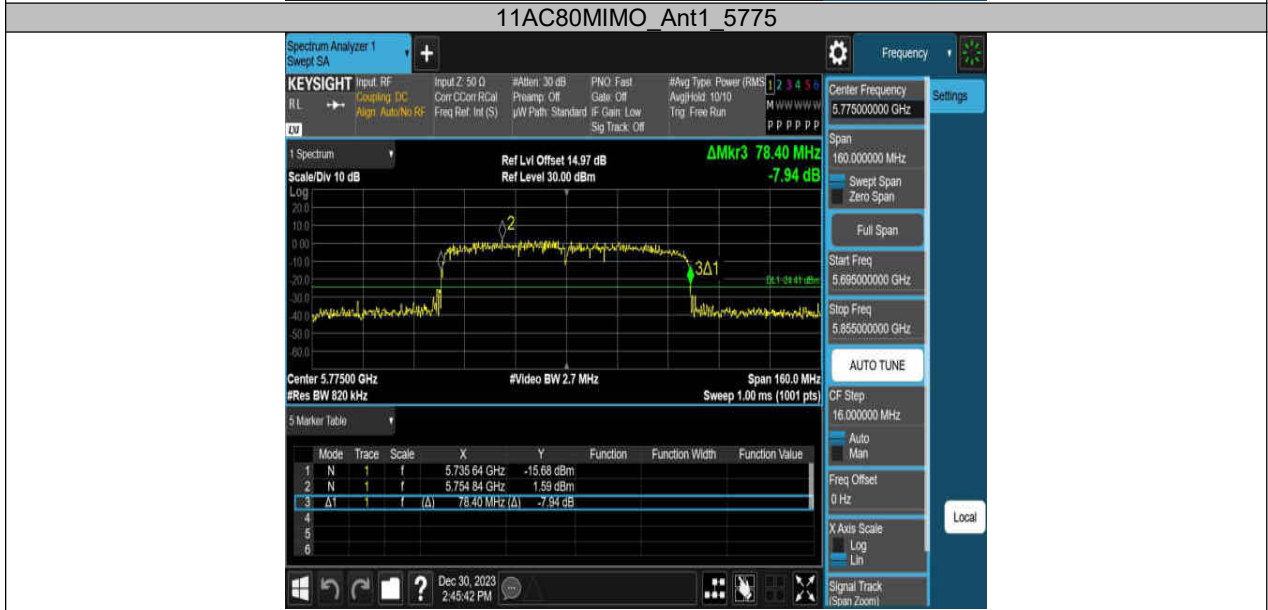 11AC80MIMO_Ant1_5775
Spectrum Analyzer 1
Swept SA
+
Frequency
KEYSIGHT
RL
LXI
Input: RF
Coupling: DC
Align: Auto/No RF
Input Z: 50 Ω
Corr CCorr RCal
Freq Ref: Int (S)
#Atten: 30 dB
Preamp: Off
µW Path: Standard
PNO: Fast
Gate: Off
IF Gain: Low
Sig Track: Off
#Avg Type: Power (RMS
Avg|Hold: 10/10
Trig: Free Run
1 2 3 4 5 6
M W W W W W
P P P P P P
Center Frequency
5.775000000 GHz
Settings
Span
160.000000 MHz
Swept Span
Zero Span
Full Span
Start Freq
5.695000000 GHz
Stop Freq
5.855000000 GHz
AUTO TUNE
CF Step
16.000000 MHz
Auto
Man
Freq Offset
0 Hz
X Axis Scale
Log
Lin
Signal Track
(Span Zoom)
Local
1 Spectrum
Scale/Div 10 dB
Log
Ref Lvl Offset 14.97 dB
Ref Level 30.00 dBm
ΔMkr3 78.40 MHz
-7.94 dB
20.0
10.0
0.00
-10.0
-20.0
-30.0
-40.0
-50.0
-60.0
2
3Δ1
DL1 -24.41 dBm
Center 5.77500 GHz
#Res BW 820 kHz
#Video BW 2.7 MHz
Span 160.0 MHz
Sweep 1.00 ms (1001 pts)
5 Marker Table
Mode Trace Scale X Y Function Function Width Function Value
1 N 1 f 5.735 64 GHz -15.68 dBm
2 N 1 f 5.754 84 GHz 1.59 dBm
3 Δ1 1 f (Δ) 78.40 MHz (Δ) -7.94 dB
4
5
6
?
Dec 30, 2023
2:45:42 PM